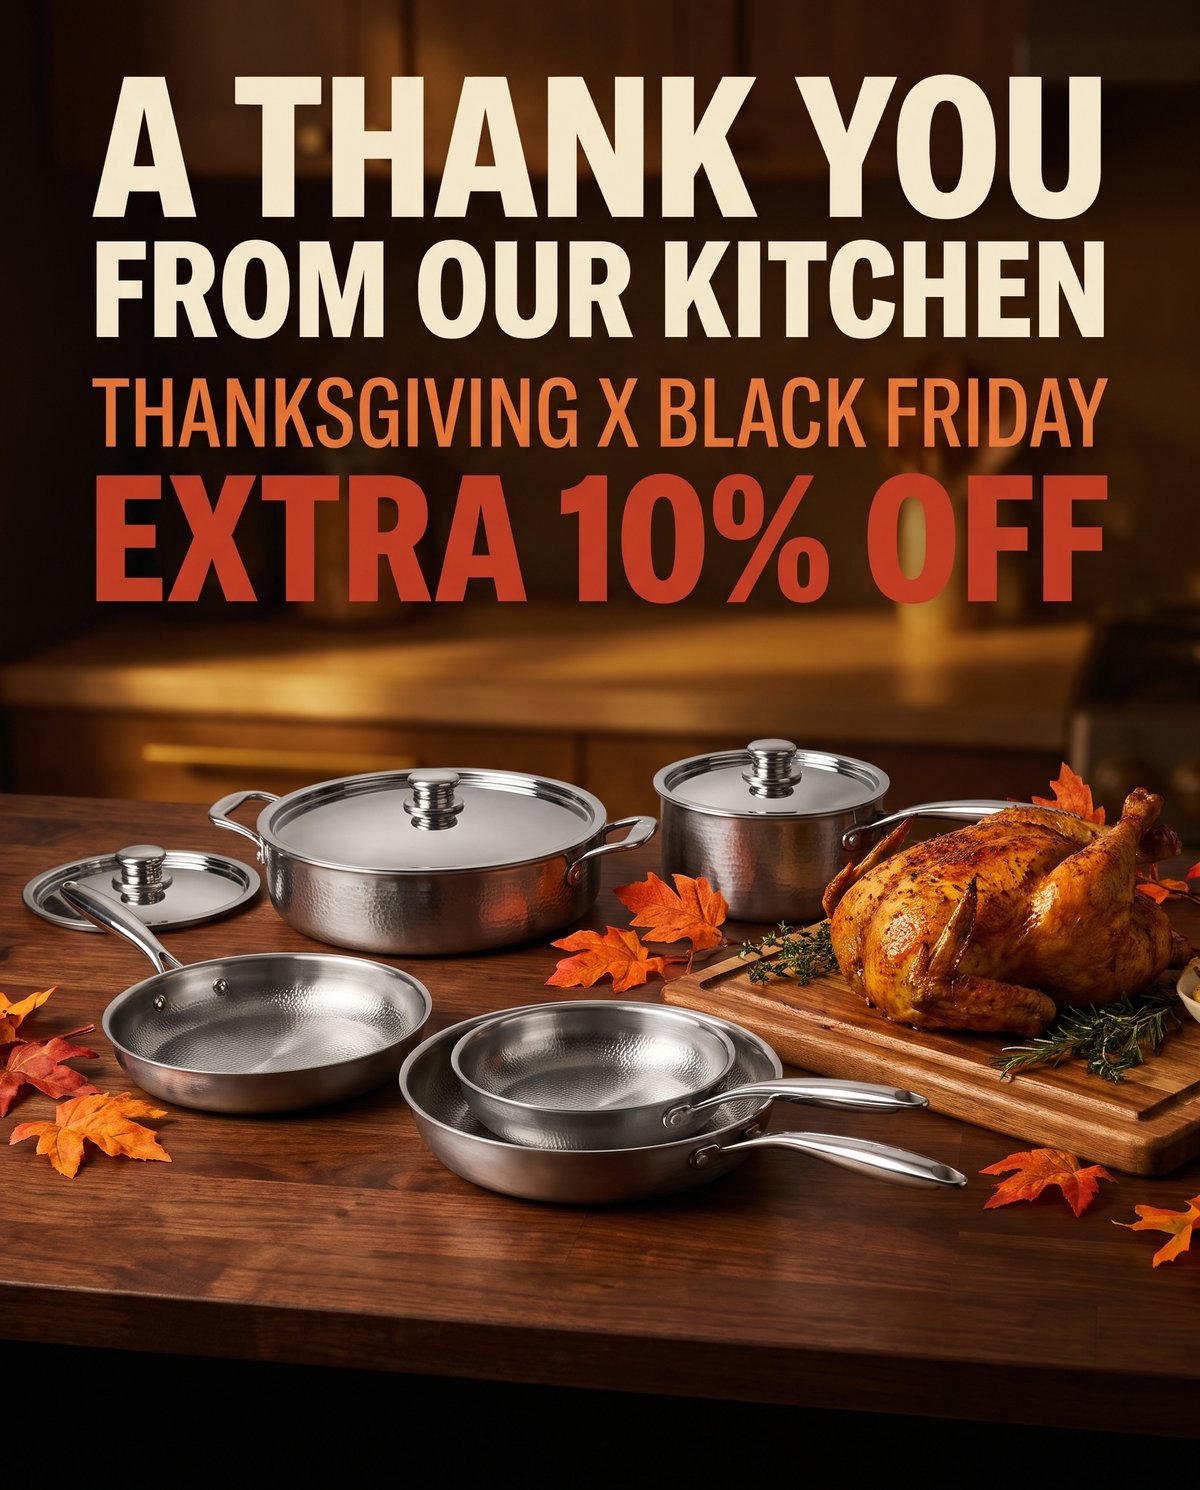 A THANK YOU
FROM OUR KITCHEN
THANKSGIVING X BLACK FRIDAY
EXTRA 10% OFF